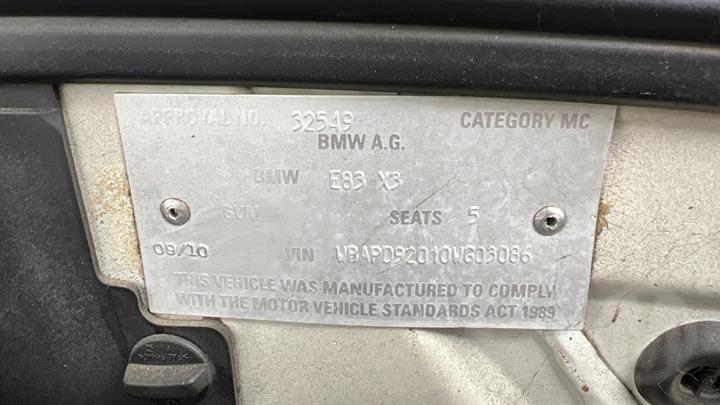 APPROVAL NO. 32549 CATEGORY MC
BMW A.G.
BMW E83 X3
GVM SEATS 5
09/10 VIN WBAPD92010WG03086
THIS VEHICLE WAS MANUFACTURED TO COMPLY
WITH THE MOTOR VEHICLE STANDARDS ACT 1989